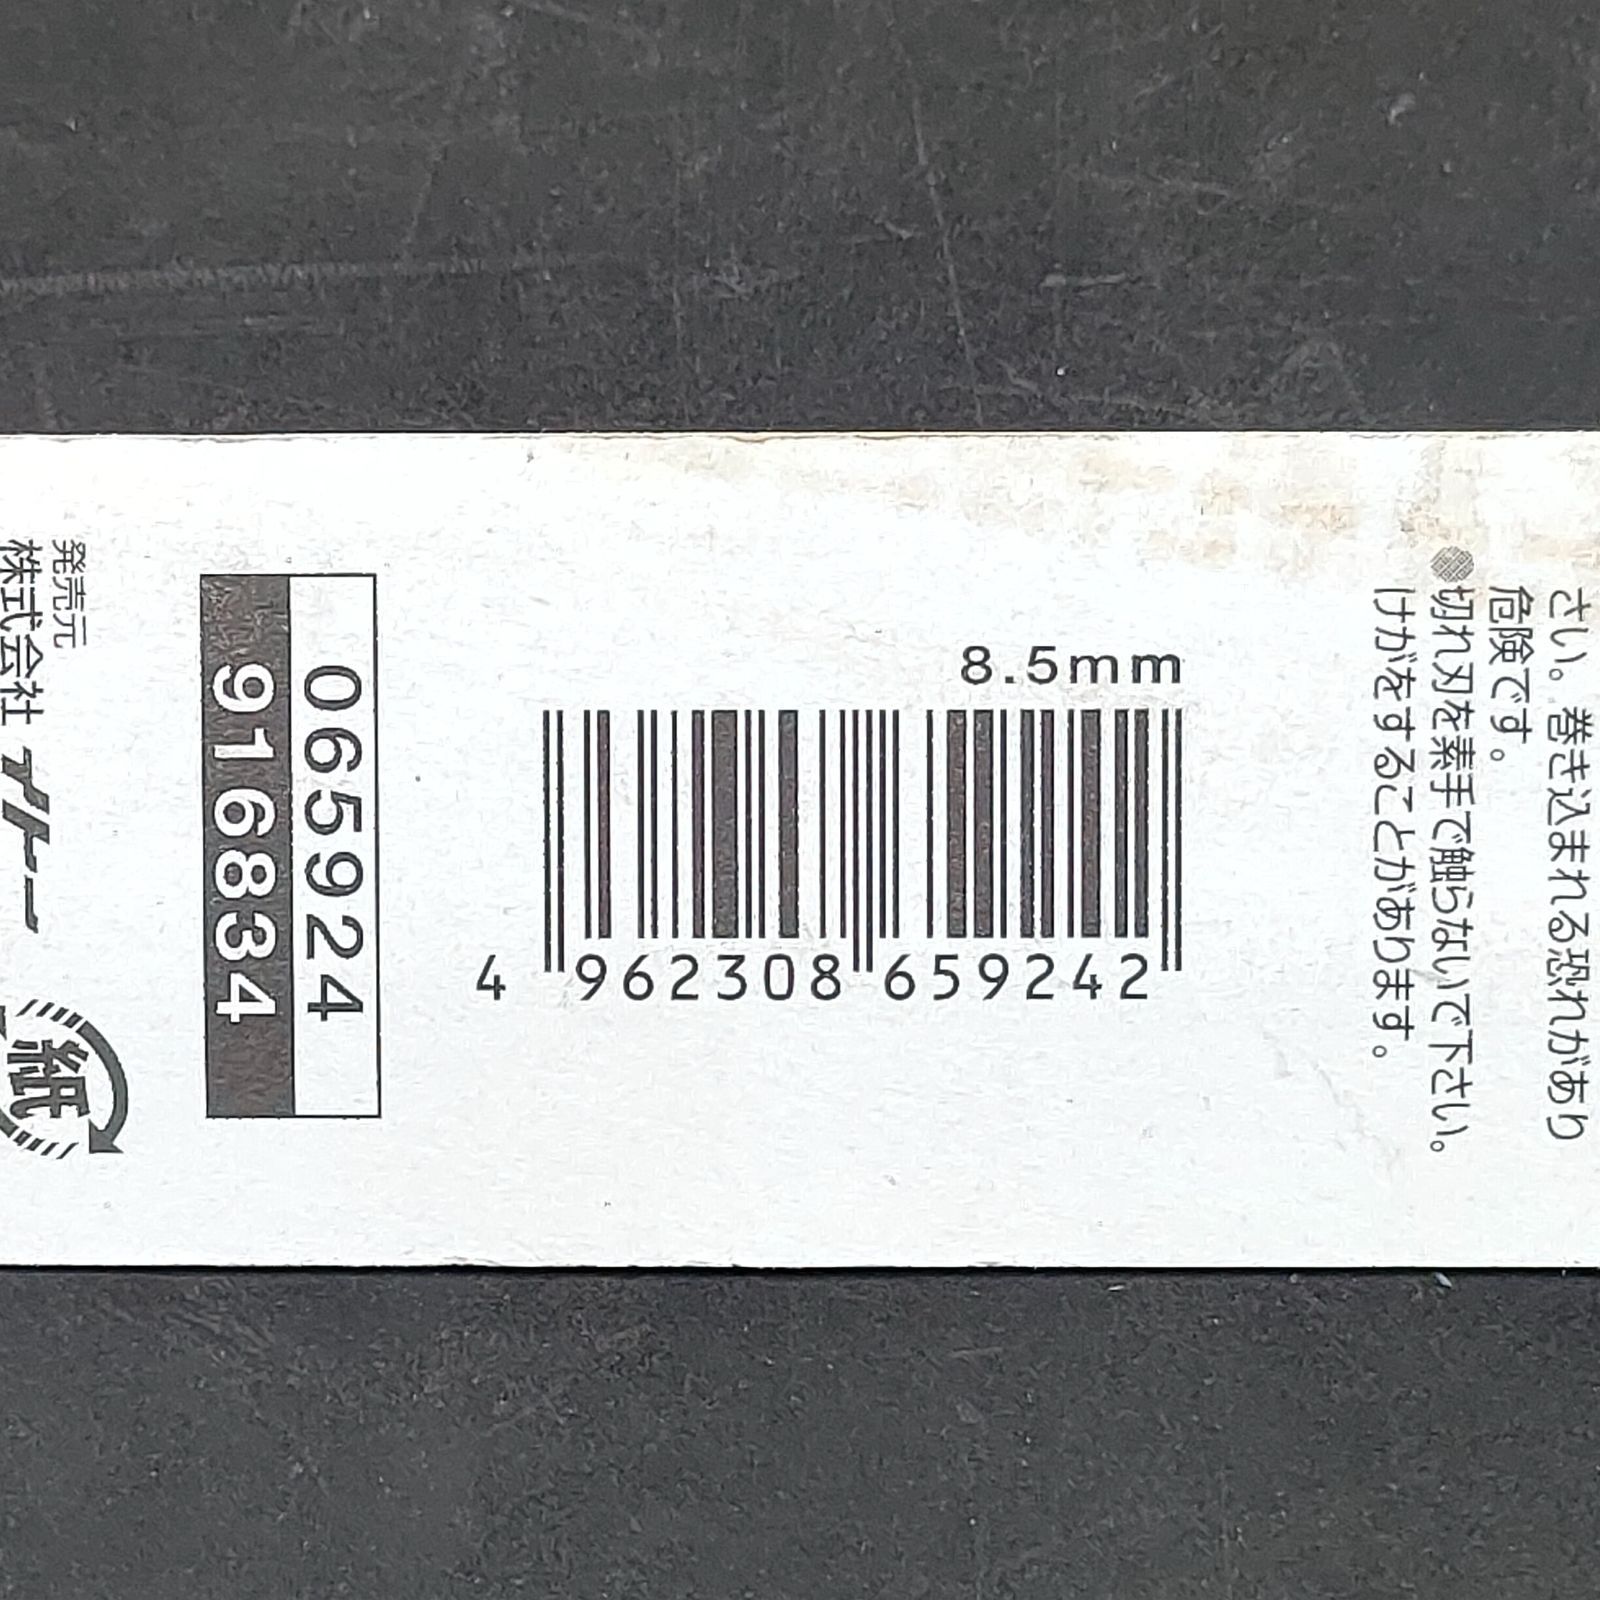 さい。巻き込まれる恐れがあり
危険です。
切れ刃を素手で触らないで下さい。
けがをすることがあります。
8.5mm
4 962308 659242
065924
916834
発売元
株式会社 イトー
紙